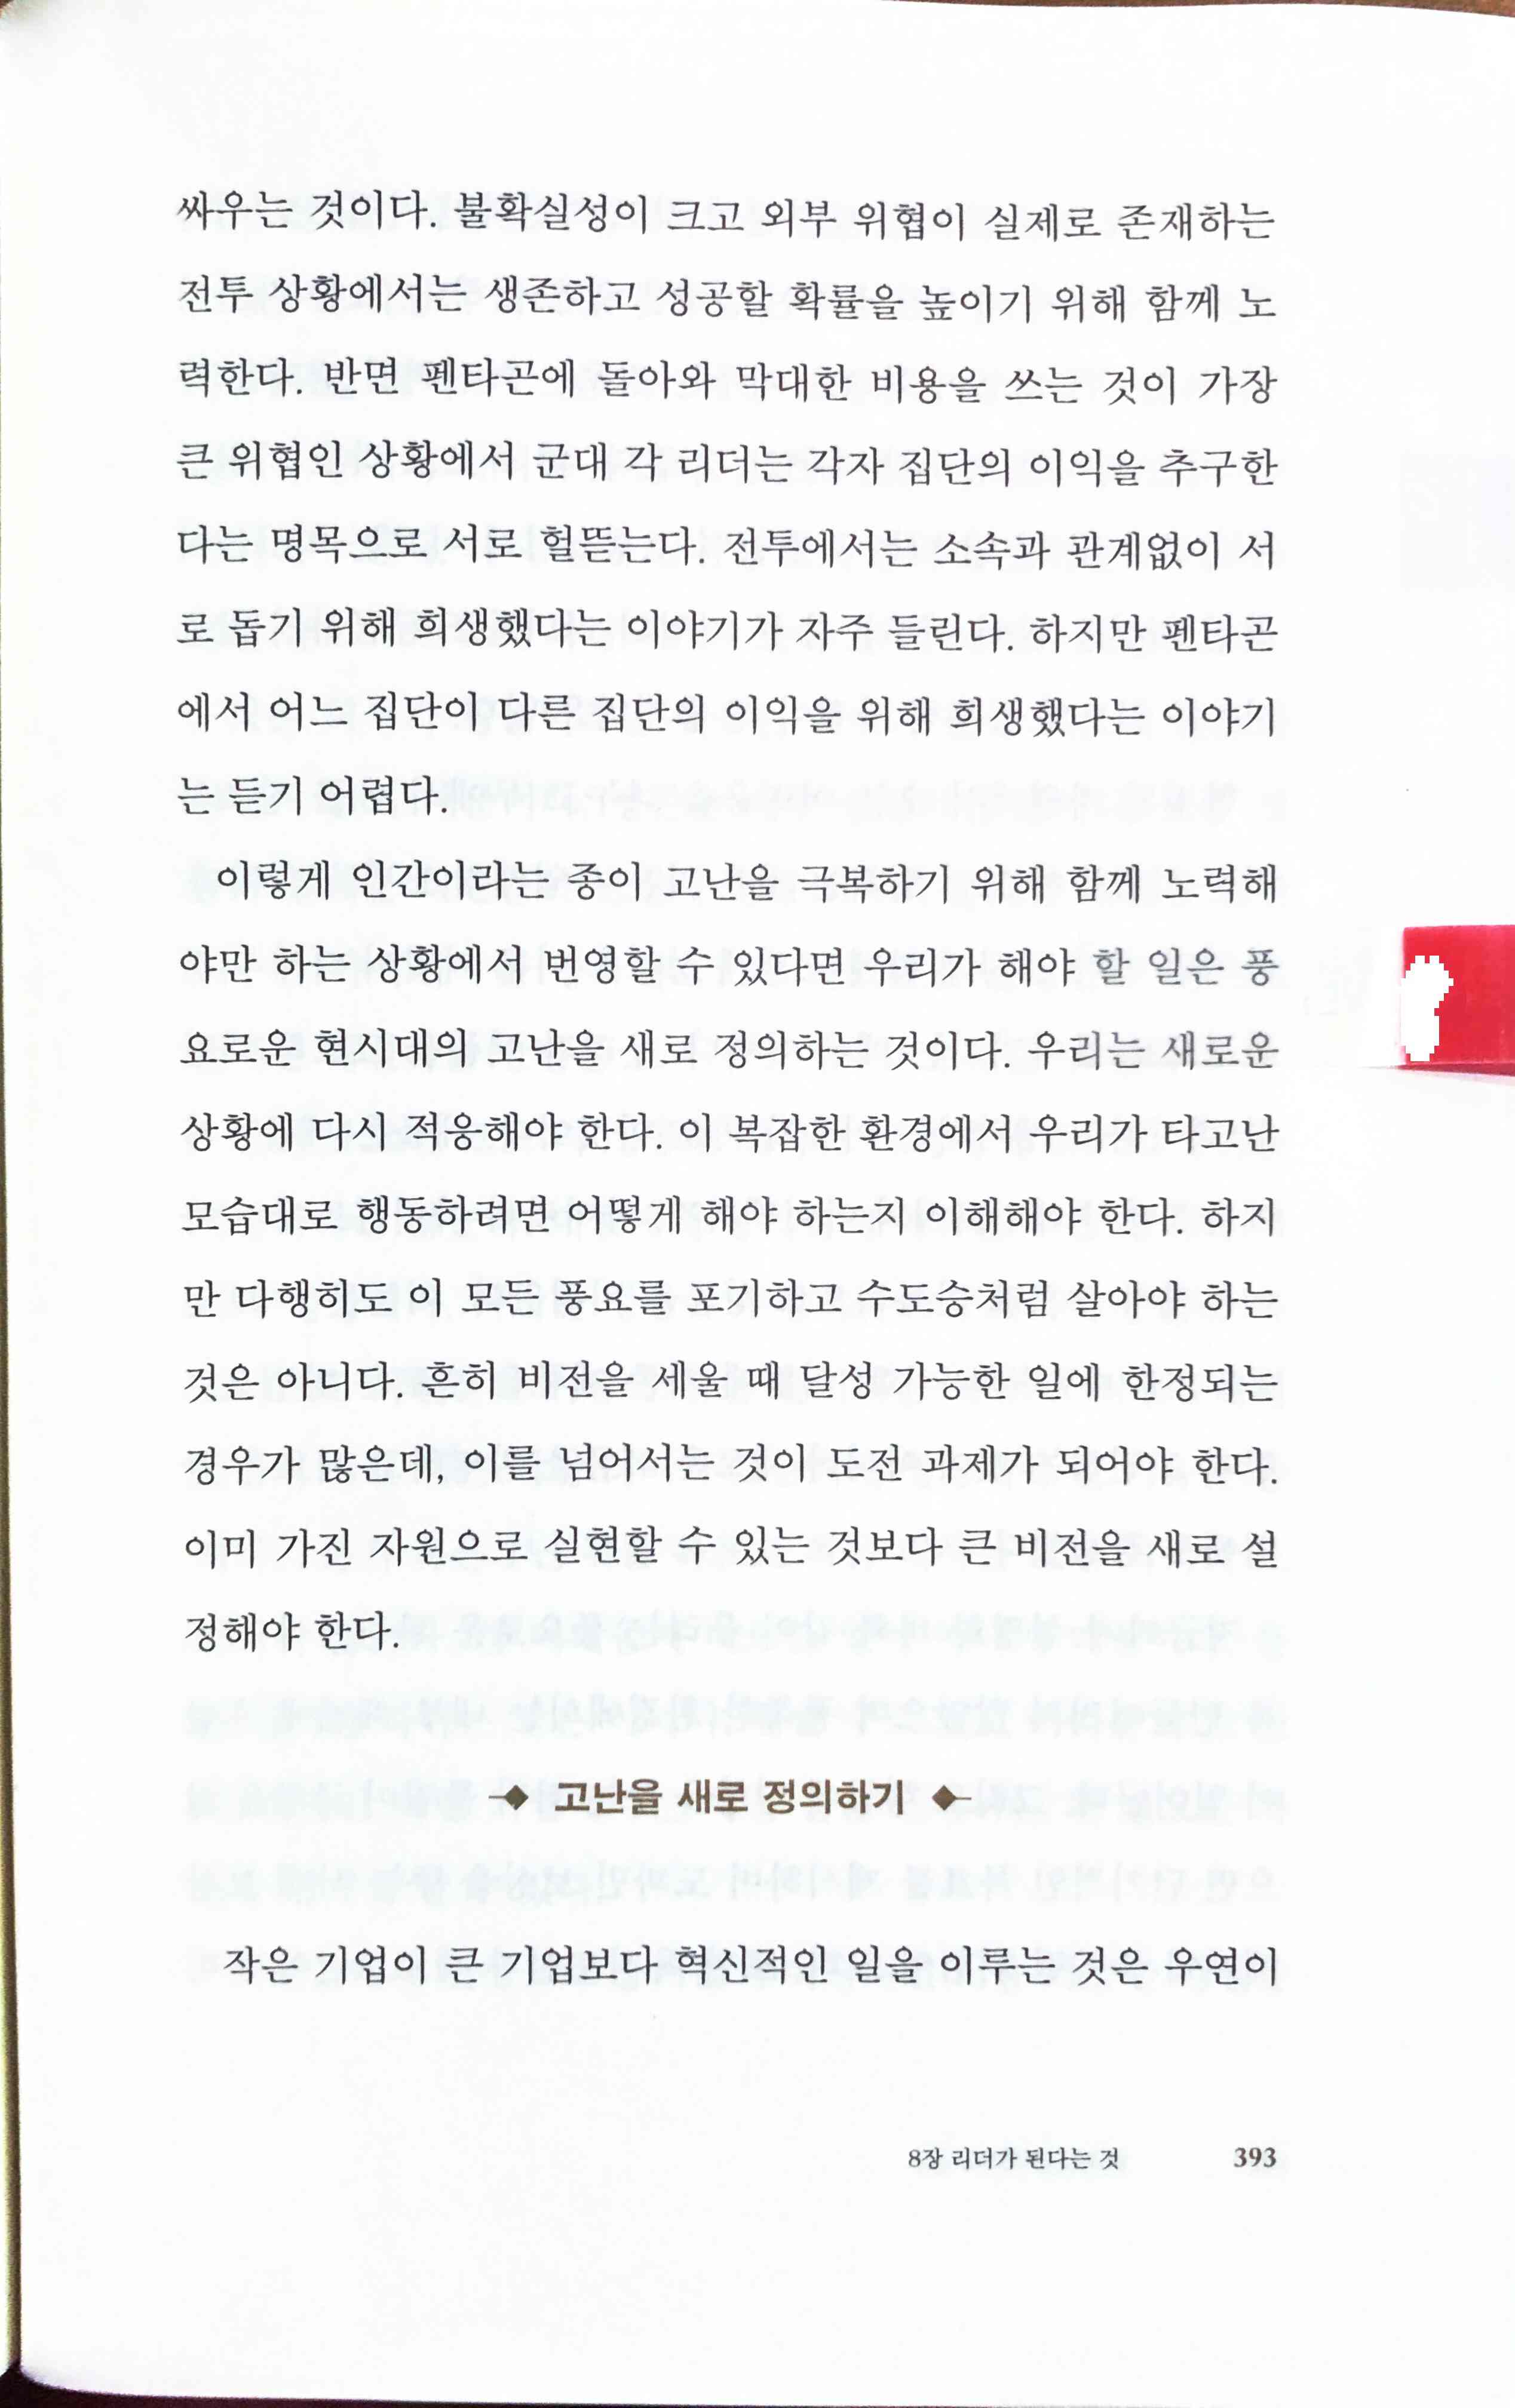 싸우는 것이다. 불확실성이 크고 외부 위협이 실제로 존재하는
전투 상황에서는 생존하고 성공할 확률을 높이기 위해 함께 노
력한다. 반면 펜타곤에 돌아와 막대한 비용을 쓰는 것이 가장
큰 위협인 상황에서 군대 각 리더는 각자 집단의 이익을 추구한
다는 명목으로 서로 헐뜯는다. 전투에서는 소속과 관계없이 서
로 돕기 위해 희생했다는 이야기가 자주 들린다. 하지만 펜타곤
에서 어느 집단이 다른 집단의 이익을 위해 희생했다는 이야기
는 듣기 어렵다.
이렇게 인간이라는 종이 고난을 극복하기 위해 함께 노력해
야만 하는 상황에서 번영할 수 있다면 우리가 해야 할 일은 풍
요로운 현시대의 고난을 새로 정의하는 것이다. 우리는 새로운
상황에 다시 적응해야 한다. 이 복잡한 환경에서 우리가 타고난
모습대로 행동하려면 어떻게 해야 하는지 이해해야 한다. 하지
만 다행히도 이 모든 풍요를 포기하고 수도승처럼 살아야 하는
것은 아니다. 흔히 비전을 세울 때 달성 가능한 일에 한정되는
경우가 많은데, 이를 넘어서는 것이 도전 과제가 되어야 한다.
이미 가진 자원으로 실현할 수 있는 것보다 큰 비전을 새로 설
정해야 한다.
고난을 새로 정의하기
작은 기업이 큰 기업보다 혁신적인 일을 이루는 것은 우연이
8장 리더가 된다는 것 393